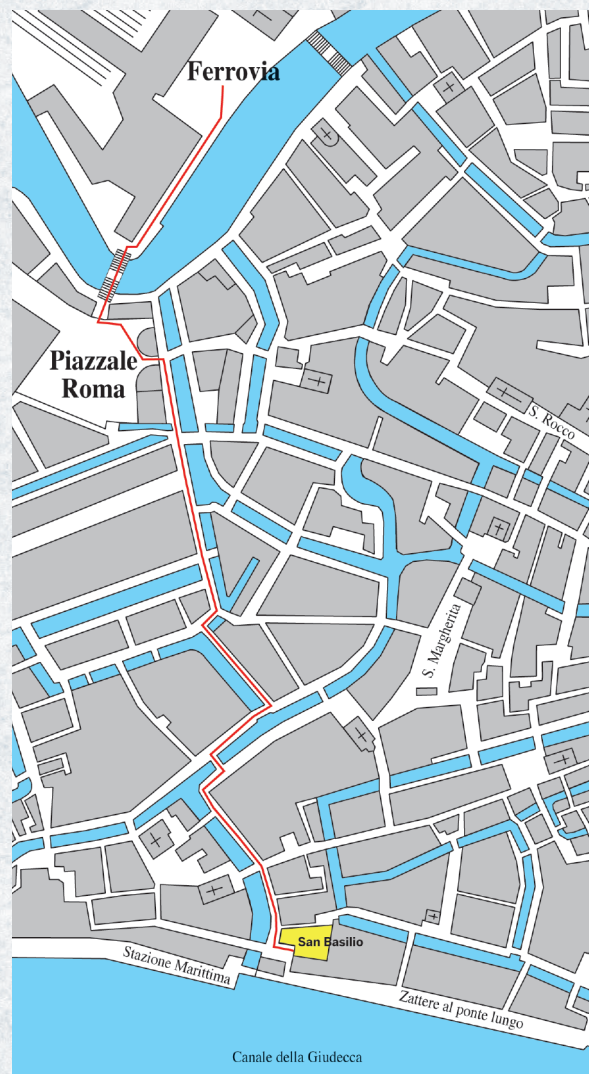 Ferrovia
Piazzale
Roma
S. Rocco
S. Margherita
San Basilio
Stazione Marittima
Zattere al ponte lungo
Canale della Giudecca